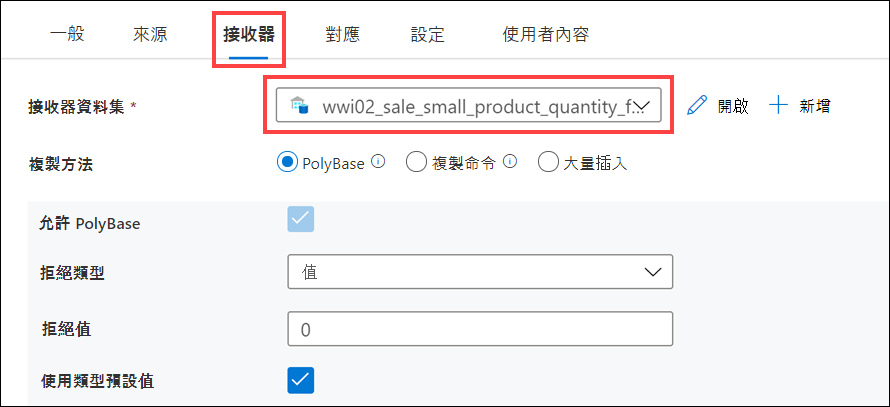 一般 來源 接收器 對應 設定 使用者內容
接收器資料集 * wwi02_sale_small_product_quantity_f... 開啟 新增
複製方法 PolyBase 複製命令 大量插入
允許 PolyBase
拒絕類型 值
拒絕值 0
使用類型預設值